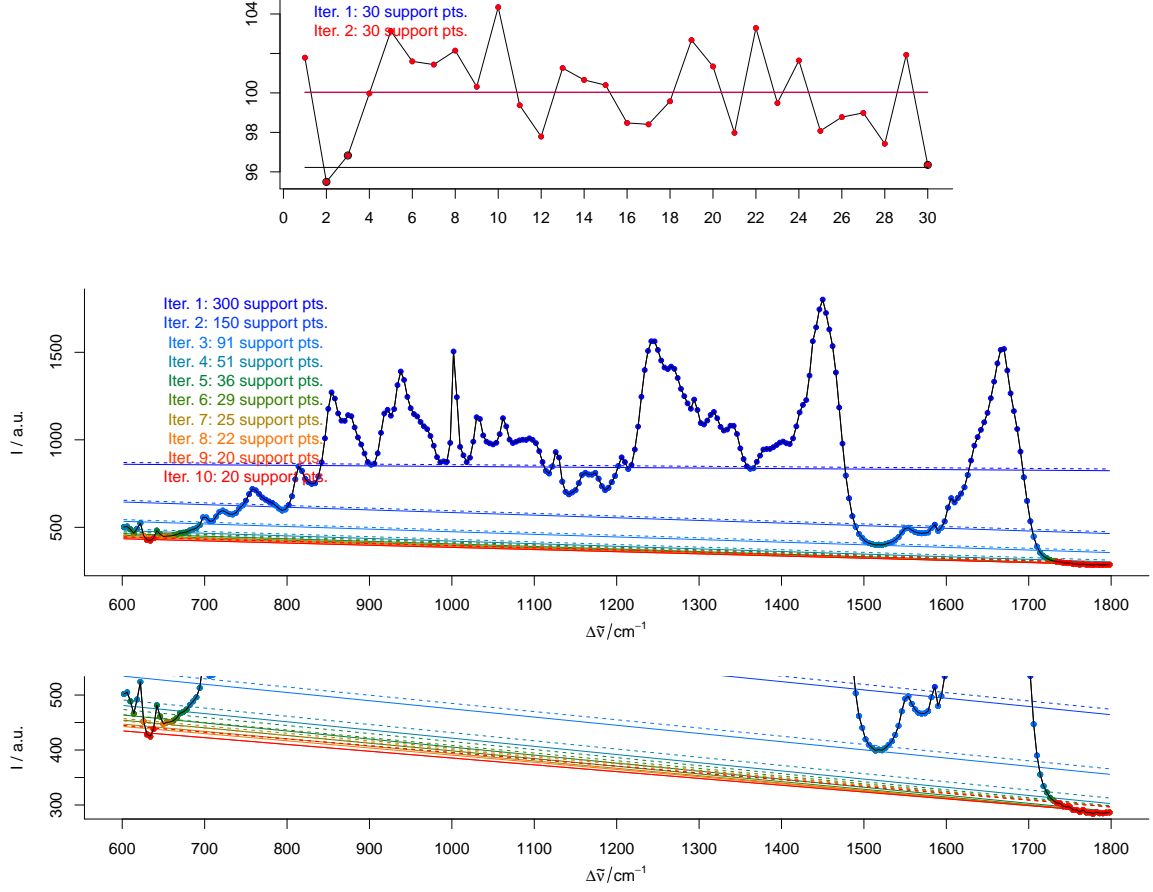 104
Iter. 1: 30 support pts.
Iter. 2: 30 support pts.
100
98
96
0 2 4 6 8 10 12 14 16 18 20 22 24 26 28 30
Iter. 1: 300 support pts.
Iter. 2: 150 support pts.
Iter. 3: 91 support pts.
Iter. 4: 51 support pts.
Iter. 5: 36 support pts.
Iter. 6: 29 support pts.
Iter. 7: 25 support pts.
Iter. 8: 22 support pts.
Iter. 9: 20 support pts.
Iter. 10: 20 support pts.
I / a.u.
1500
1000
500
600 700 800 900 1000 1100 1200 1300 1400 1500 1600 1700 1800
Δν̃/cm⁻¹
I / a.u.
500
400
300
600 700 800 900 1000 1100 1200 1300 1400 1500 1600 1700 1800
Δν̃/cm⁻¹